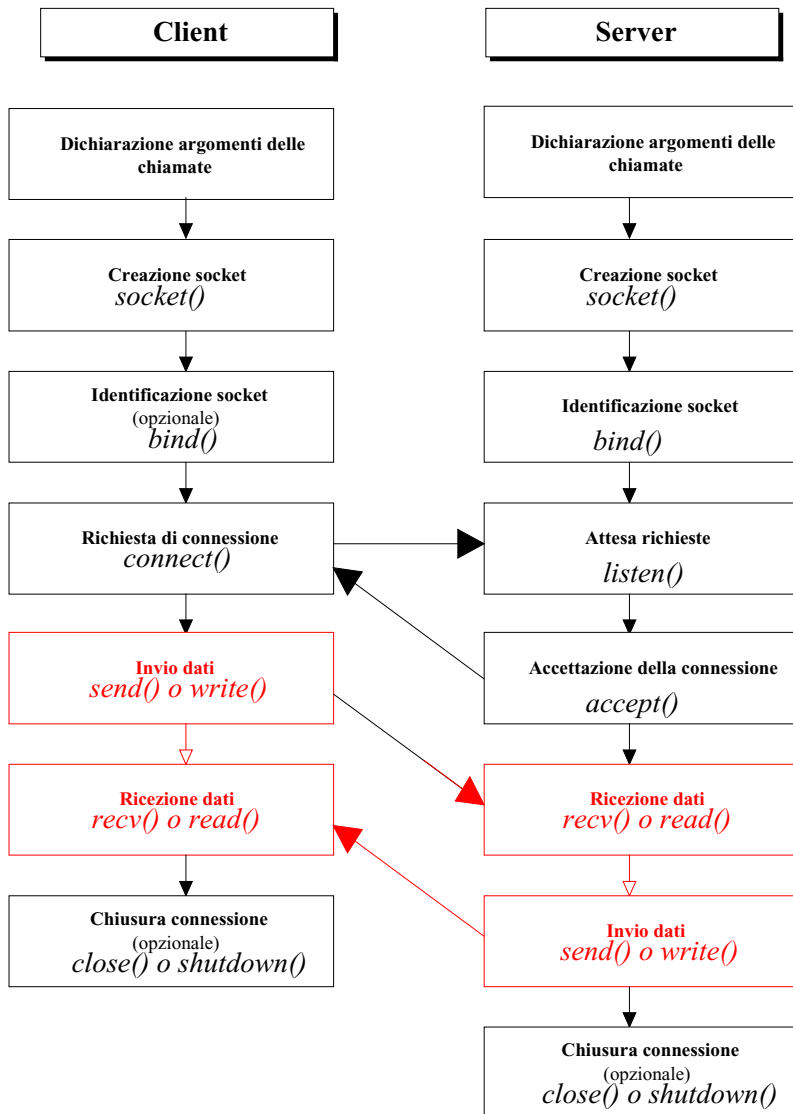 Client
Dichiarazione argomenti delle
chiamate
Creazione socket
socket()
Identificazione socket
(opzionale)
bind()
Richiesta di connessione
connect()
Invio dati
send() o write()
Ricezione dati
recv() o read()
Chiusura connessione
(opzionale)
close() o shutdown()
Server
Dichiarazione argomenti delle
chiamate
Creazione socket
socket()
Identificazione socket
bind()
Attesa richieste
listen()
Accettazione della connessione
accept()
Ricezione dati
recv() o read()
Invio dati
send() o write()
Chiusura connessione
(opzionale)
close() o shutdown()